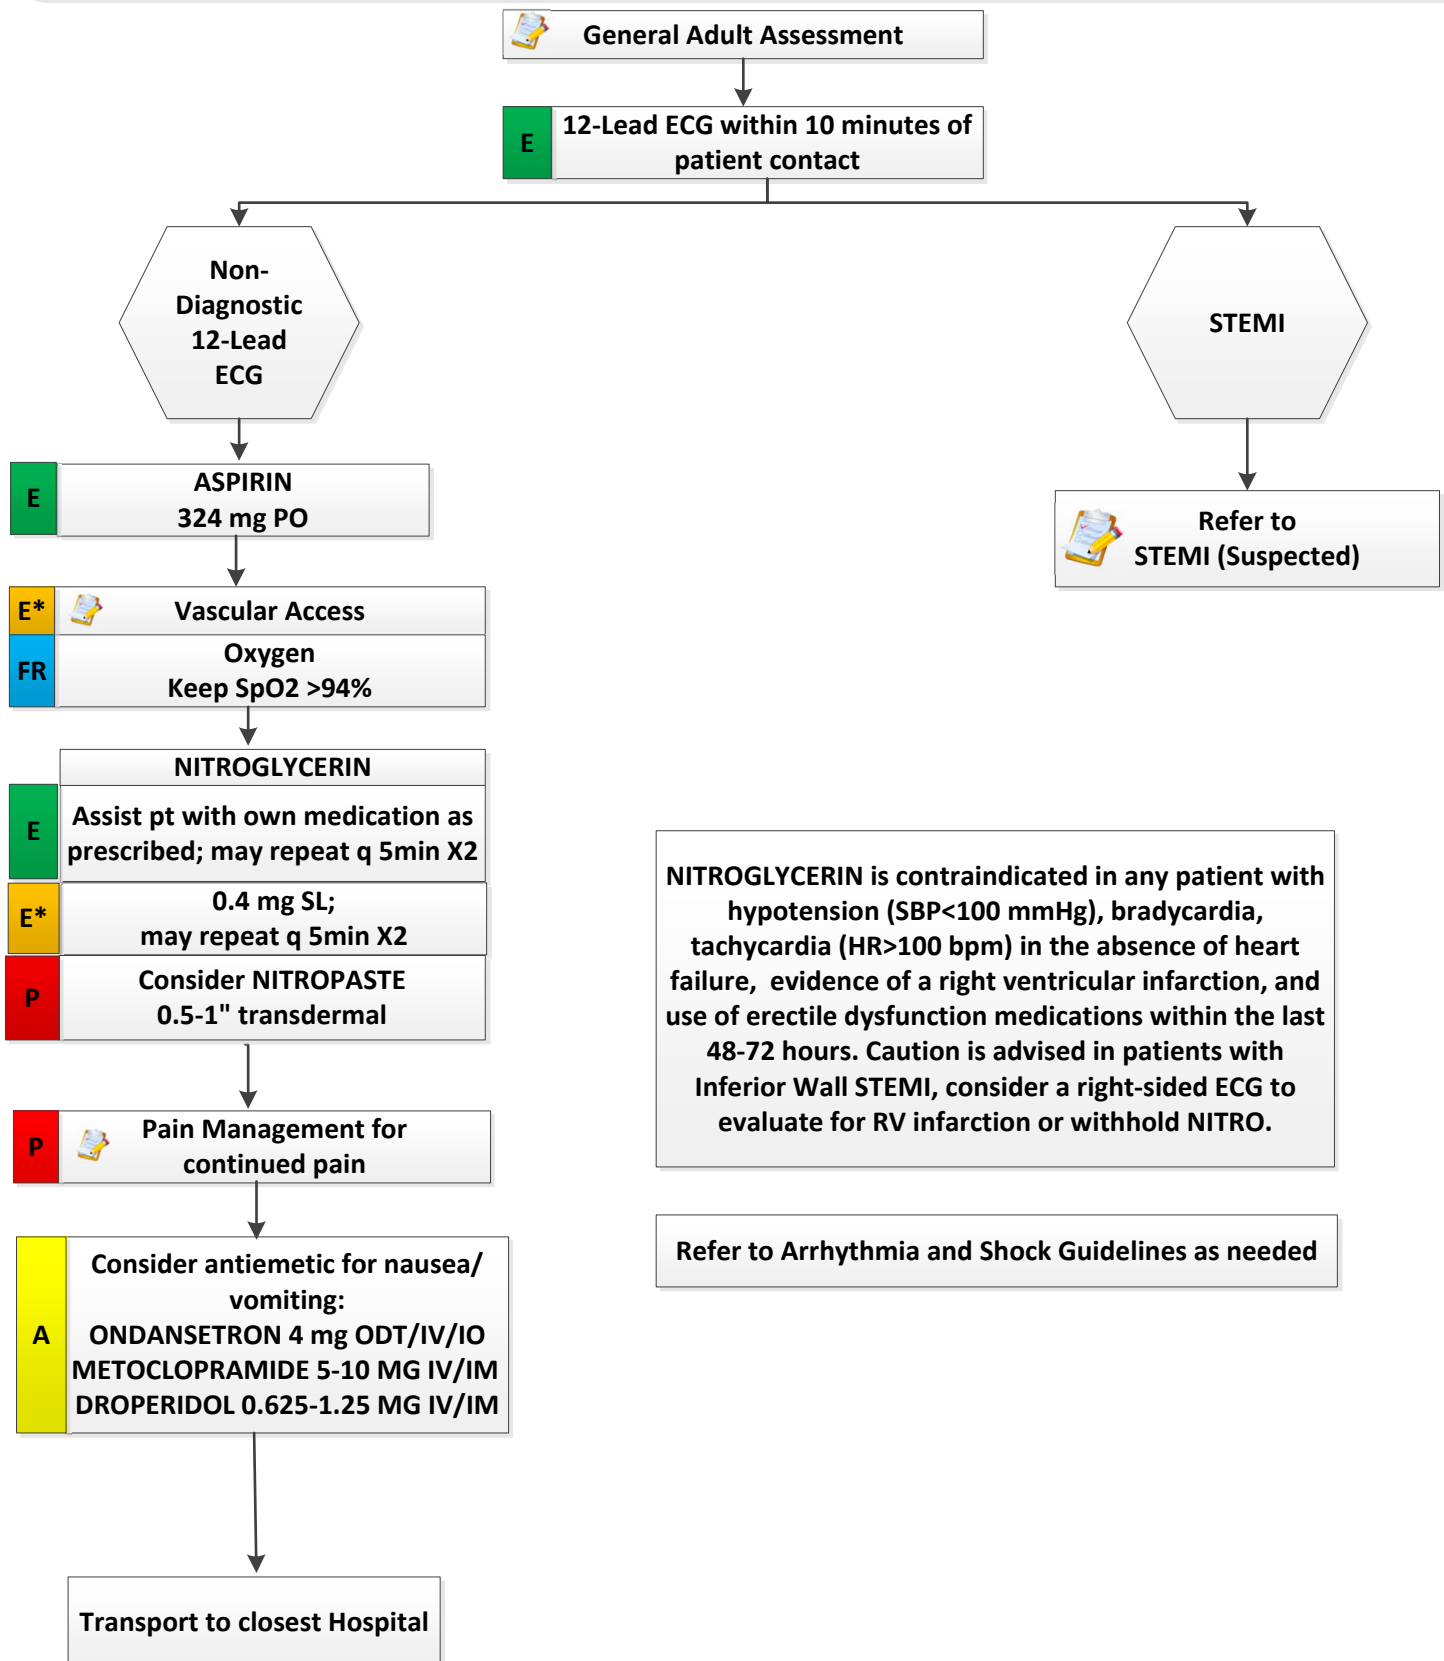 General Adult Assessment
E
12-Lead ECG within 10 minutes of
patient contact
Non-
Diagnostic
12-Lead
ECG
STEMI
E
ASPIRIN
324 mg PO
Refer to
STEMI (Suspected)
E*
Vascular Access
FR
Oxygen
Keep SpO2 >94%
NITROGLYCERIN
E
Assist pt with own medication as
prescribed; may repeat q 5min X2
E*
0.4 mg SL;
may repeat q 5min X2
P
Consider NITROPASTE
0.5-1" transdermal
NITROGLYCERIN is contraindicated in any patient with
hypotension (SBP<100 mmHg), bradycardia,
tachycardia (HR>100 bpm) in the absence of heart
failure,  evidence of a right ventricular infarction, and
use of erectile dysfunction medications within the last
48-72 hours. Caution is advised in patients with
Inferior Wall STEMI, consider a right-sided ECG to
evaluate for RV infarction or withhold NITRO.
P
Pain Management for
continued pain
A
Consider antiemetic for nausea/
vomiting:
ONDANSETRON 4 mg ODT/IV/IO
METOCLOPRAMIDE 5-10 MG IV/IM
DROPERIDOL 0.625-1.25 MG IV/IM
Refer to Arrhythmia and Shock Guidelines as needed
Transport to closest Hospital